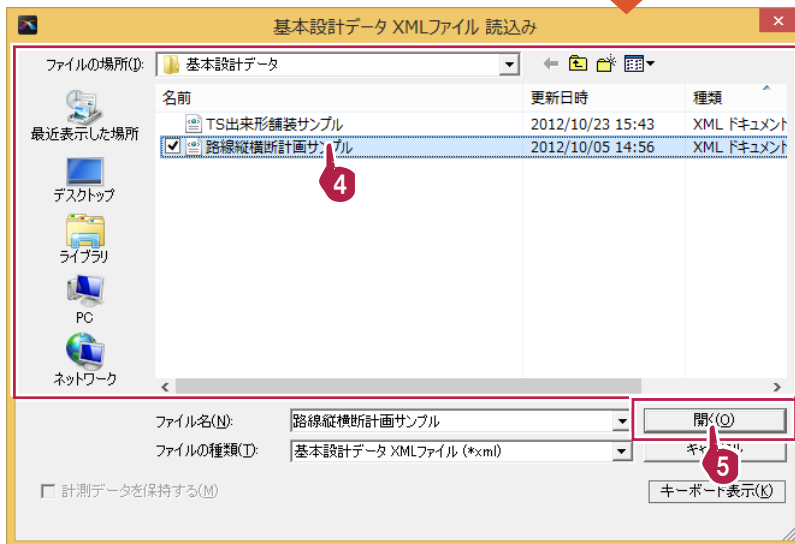 基本設計データ XMLファイル 読込み
ファイルの場所(I):
基本設計データ
名前
更新日時
種類
TS出来形舗装サンプル
2012/10/23 15:43
XML ドキュメント
路線縦横断計画サンプル
2012/10/05 14:56
XML ドキュメント
4
最近表示した場所
デスクトップ
ライブラリ
PC
ネットワーク
ファイル名(N):
路線縦横断計画サンプル
開く(O)
ファイルの種類(T):
基本設計データ XMLファイル (*xml)
5
計測データを保持する(M)
キーボード表示(K)